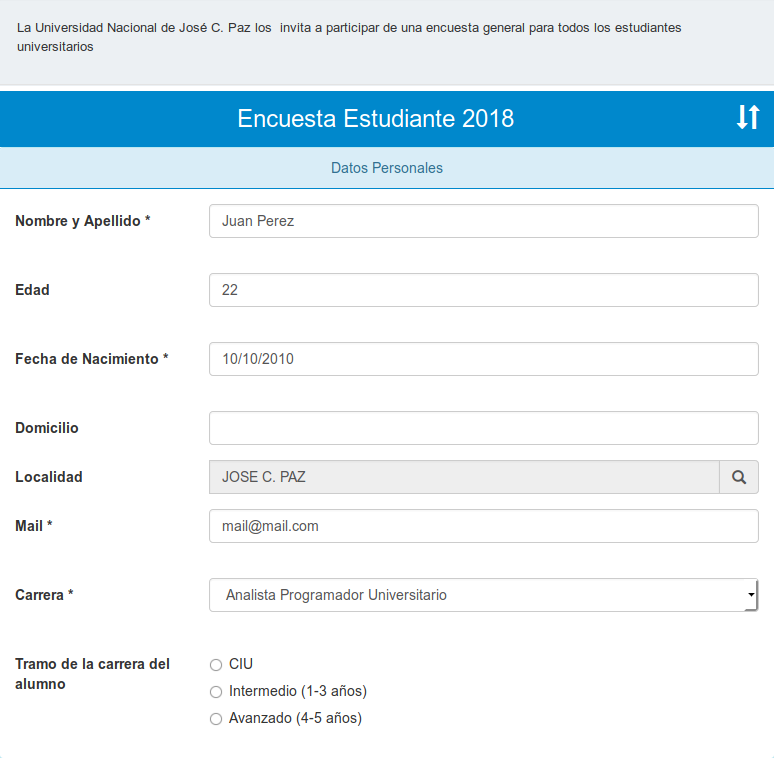 La Universidad Nacional de José C. Paz los  invita a participar de una encuesta general para todos los estudiantes
universitarios
Encuesta Estudiante 2018
Datos Personales
Nombre y Apellido * Juan Perez
Edad 22
Fecha de Nacimiento * 10/10/2010
Domicilio
Localidad JOSE C. PAZ
Mail * mail@mail.com
Carrera * Analista Programador Universitario
Tramo de la carrera del
alumno
CIU
Intermedio (1-3 años)
Avanzado (4-5 años)